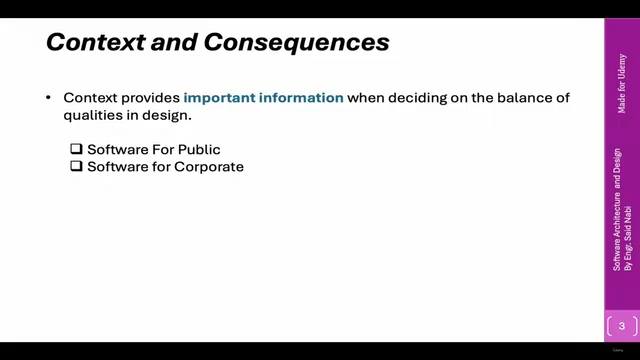 Context and Consequences
• Context provides important information when deciding on the balance of
qualities in design.
❑ Software For Public
❑ Software for Corporate
Made for Udemy
Software Architecture and Design
By Engr. Said Nabi
3